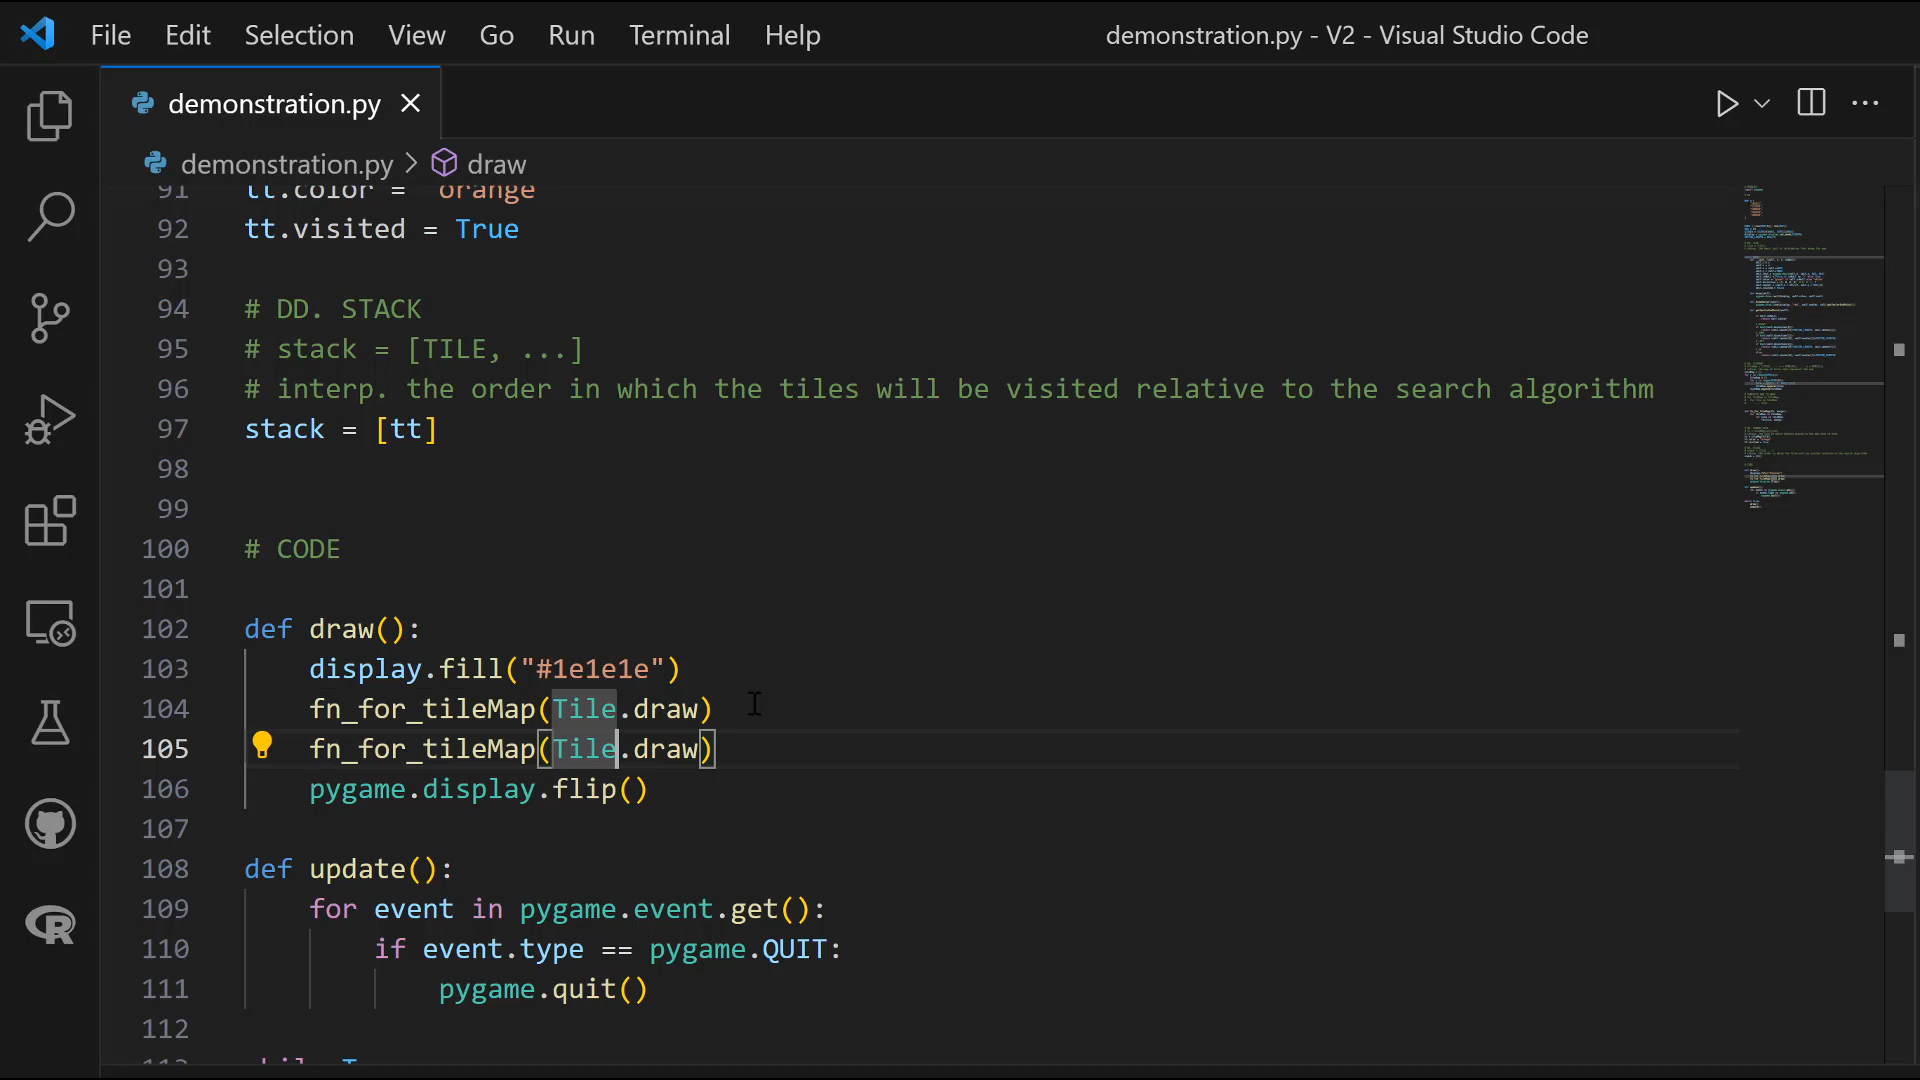 File Edit Selection View Go Run Terminal Help demonstration.py - V2 - Visual Studio Code
demonstration.py
demonstration.py > draw
91 tt.color = "orange
92 tt.visited = True
93
94 # DD. STACK
95 # stack = [TILE, ...]
96 # interp. the order in which the tiles will be visited relative to the search algorithm
97 stack = [tt]
98
99
100 # CODE
101
102 def draw():
103 display.fill("#1e1e1e")
104 fn_for_tileMap(Tile.draw)
105 fn_for_tileMap(Tile.draw)
106 pygame.display.flip()
107
108 def update():
109 for event in pygame.event.get():
110 if event.type == pygame.QUIT:
111 pygame.quit()
112